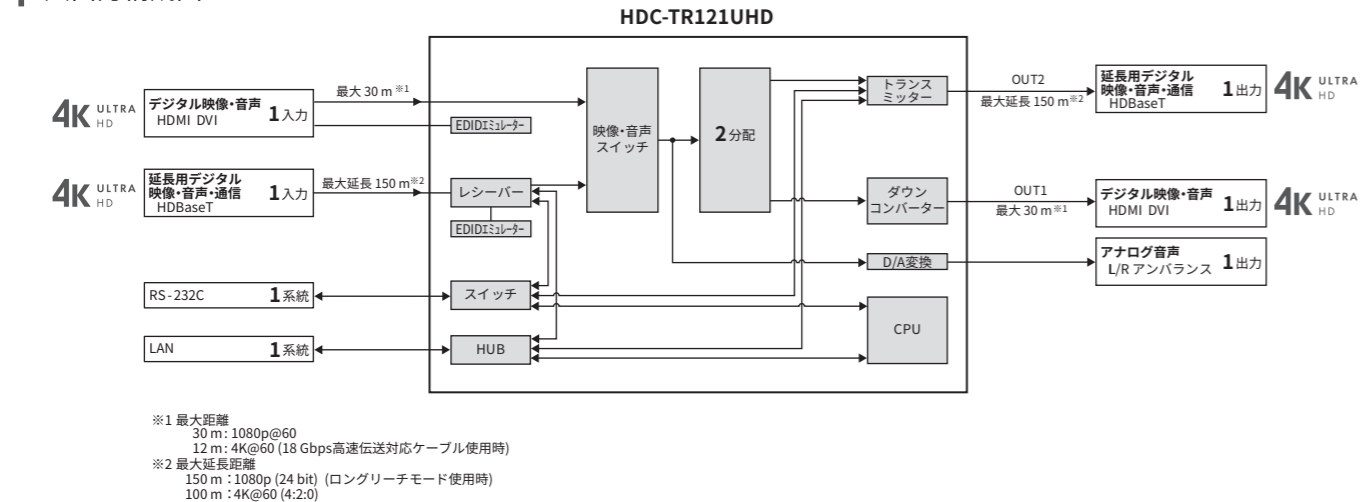 HDC-TR121UHD
4K ULTRA HD
デジタル映像・音声
HDMI DVI
1入力
最大 30 m ※1
EDIDエミュレーター
4K ULTRA HD
延長用デジタル
映像・音声・通信
HDBaseT
1入力
最大延長 150 m※2
レシーバー
EDIDエミュレーター
RS-232C
1系統
スイッチ
LAN
1系統
HUB
映像・音声
スイッチ
2分配
トランス
ミッター
ダウン
コンバーター
D/A変換
CPU
OUT2
最大延長 150 m※2
延長用デジタル
映像・音声・通信
HDBaseT
1出力
4K ULTRA HD
OUT1
最大 30 m※1
デジタル映像・音声
HDMI DVI
1出力
4K ULTRA HD
アナログ音声
L/R アンバランス
1出力
※1 最大距離
30 m : 1080p@60
12 m : 4K@60 (18 Gbps高速伝送対応ケーブル使用時)
※2 最大延長距離
150 m : 1080p (24 bit) (ロングリーチモード使用時)
100 m : 4K@60 (4:2:0)